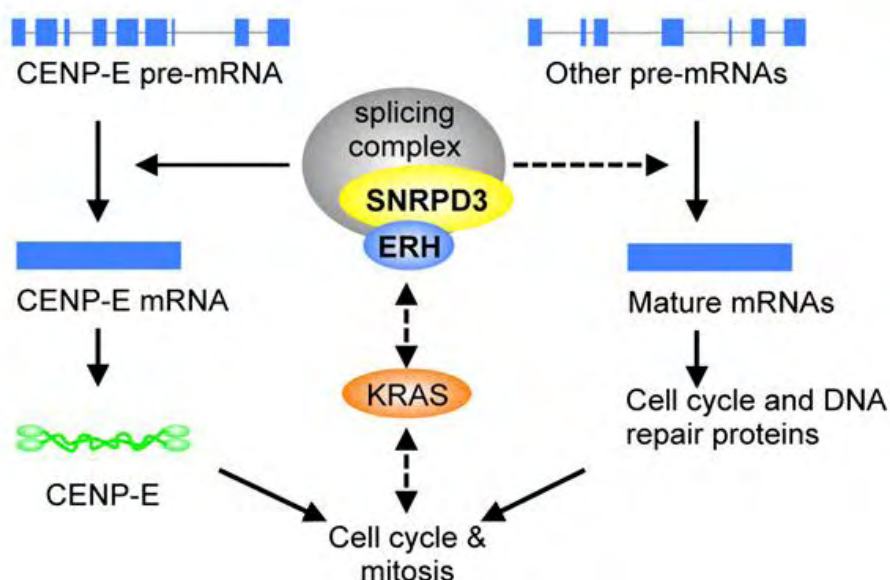 CENP-E pre-mRNA
Other pre-mRNAs
splicing
complex
SNRPD3
ERH
CENP-E mRNA
Mature mRNAs
KRAS
Cell cycle and DNA
repair proteins
CENP-E
Cell cycle &
mitosis